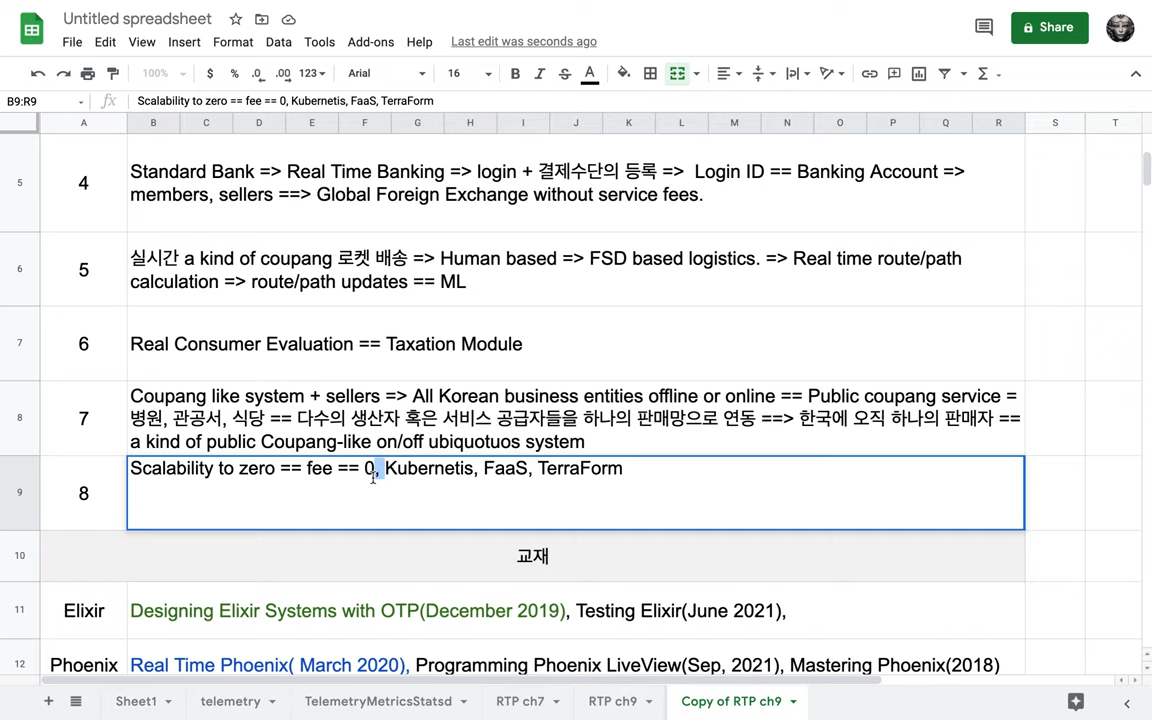 Untitled spreadsheet
File Edit View Insert Format Data Tools Add-ons Help Last edit was seconds ago
Share
100% $ % .0 .00 123 Arial 16 B I S A
B9:R9 fx Scalability to zero == fee == 0, Kubernetis, FaaS, TerraForm
A B C D E F G H I J K L M N O P Q R S T
5 4 Standard Bank => Real Time Banking => login + 결제수단의 등록 => Login ID == Banking Account =>
members, sellers ==> Global Foreign Exchange without service fees.
6 5 실시간 a kind of coupang 로켓 배송 => Human based => FSD based logistics. => Real time route/path
calculation => route/path updates == ML
7 6 Real Consumer Evaluation == Taxation Module
8 7 Coupang like system + sellers => All Korean business entities offline or online == Public coupang service =
병원, 관공서, 식당 == 다수의 생산자 혹은 서비스 공급자들을 하나의 판매망으로 연동 ==> 한국에 오직 하나의 판매자 ==
a kind of public Coupang-like on/off ubiquotuos system
9 8 Scalability to zero == fee == 0, Kubernetis, FaaS, TerraForm
10 교재
11 Elixir Designing Elixir Systems with OTP(December 2019), Testing Elixir(June 2021),
12 Phoenix Real Time Phoenix( March 2020), Programming Phoenix LiveView(Sep, 2021), Mastering Phoenix(2018)
Sheet1 telemetry TelemetryMetricsStatsd RTP ch7 RTP ch9 Copy of RTP ch9